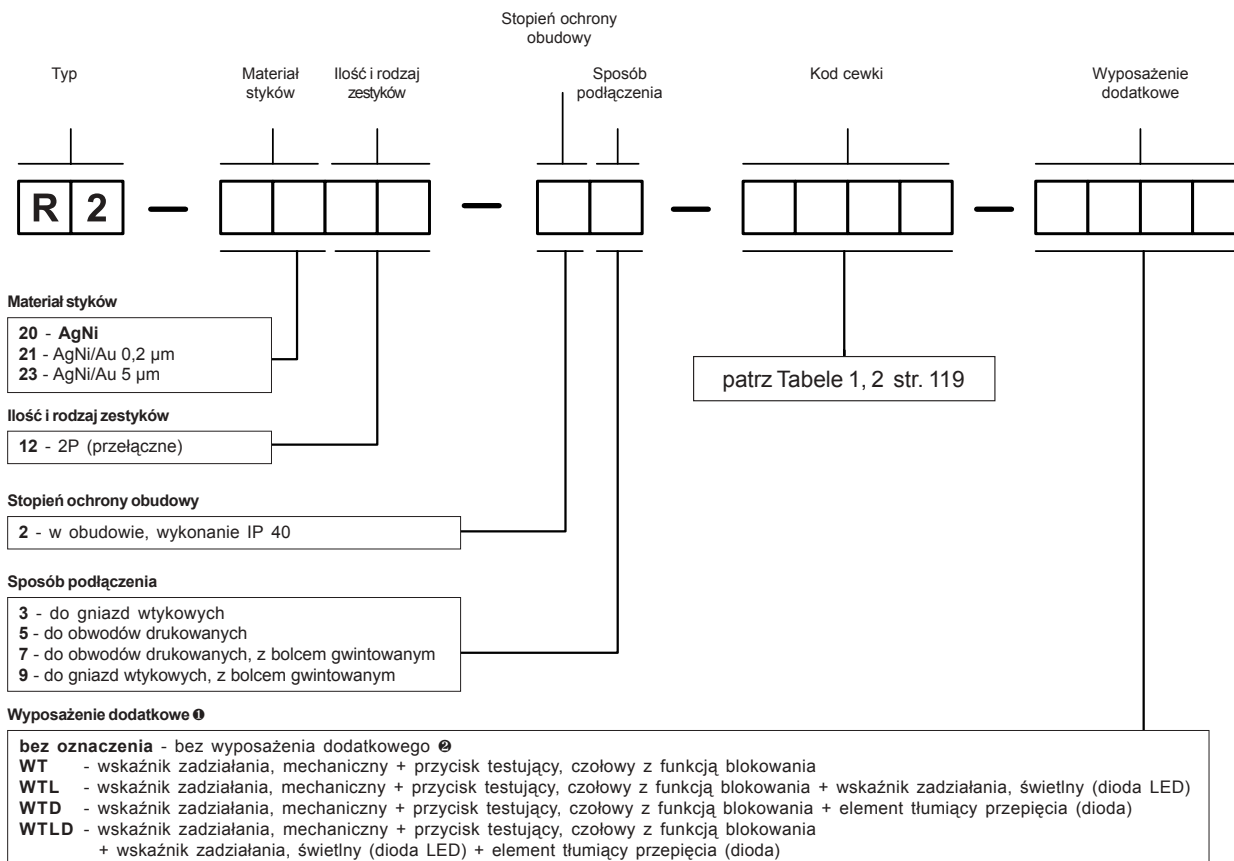 Stopień ochrony
obudowy
Typ
Materiał
styków
Ilość i rodzaj
zestyków
Sposób
podłączenia
Kod cewki
Wyposażenie
dodatkowe
R 2 – – – –
Materiał styków
20 - AgNi
21 - AgNi/Au 0,2 µm
23 - AgNi/Au 5 µm
patrz Tabele 1, 2 str. 119
Ilość i rodzaj zestyków
12 - 2P (przełączne)
Stopień ochrony obudowy
2 - w obudowie, wykonanie IP 40
Sposób podłączenia
3 - do gniazd wtykowych
5 - do obwodów drukowanych
7 - do obwodów drukowanych, z bolcem gwintowanym
9 - do gniazd wtykowych, z bolcem gwintowanym
Wyposażenie dodatkowe ❶
bez oznaczenia - bez wyposażenia dodatkowego ❷
WT - wskaźnik zadziałania, mechaniczny + przycisk testujący, czołowy z funkcją blokowania
WTL - wskaźnik zadziałania, mechaniczny + przycisk testujący, czołowy z funkcją blokowania + wskaźnik zadziałania, świetlny (dioda LED)
WTD - wskaźnik zadziałania, mechaniczny + przycisk testujący, czołowy z funkcją blokowania + element tłumiący przepięcia (dioda)
WTLD - wskaźnik zadziałania, mechaniczny + przycisk testujący, czołowy z funkcją blokowania
+ wskaźnik zadziałania, świetlny (dioda LED) + element tłumiący przepięcia (dioda)